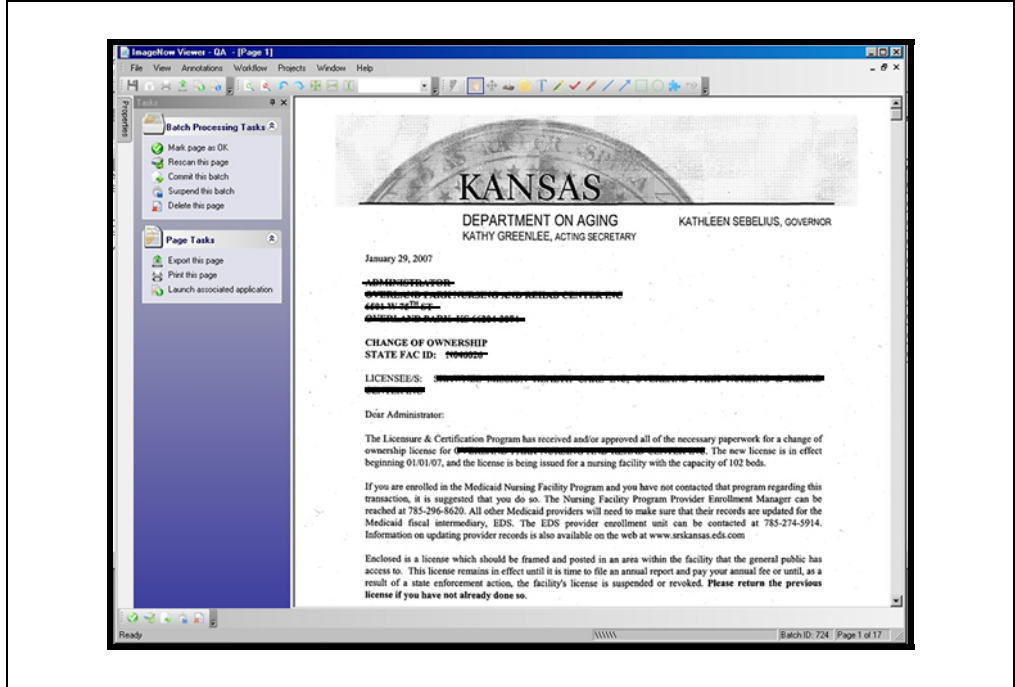 ImageNow Viewer - QA - [Page 1]
File View Annotations Workflow Projects Window Help
Properties
Tasks
Batch Processing Tasks
Mark page as OK
Rescan this page
Commit this batch
Suspend this batch
Delete this page
Page Tasks
Export this page
Print this page
Launch associated application
KANSAS
DEPARTMENT ON AGING
KATHLEEN SEBELIUS, GOVERNOR
KATHY GREENLEE, ACTING SECRETARY
January 29, 2007
CHANGE OF OWNERSHIP
STATE FAC ID:
LICENSEE/S:
Dear Administrator:
The Licensure & Certification Program has received and/or approved all of the necessary paperwork for a change of
ownership license for The new license is in effect
beginning 01/01/07, and the license is being issued for a nursing facility with the capacity of 102 beds.
If you are enrolled in the Medicaid Nursing Facility Program and you have not contacted that program regarding this
transaction, it is suggested that you do so. The Nursing Facility Program Provider Enrollment Manager can be
reached at 785-296-8620. All other Medicaid providers will need to make sure that their records are updated for the
Medicaid fiscal intermediary, EDS. The EDS provider enrollment unit can be contacted at 785-274-5914.
Information on updating provider records is also available on the web at www.srskansas.eds.com
Enclosed is a license which should be framed and posted in an area within the facility that the general public has
access to. This license remains in effect until it is time to file an annual report and pay your annual fee or until, as a
result of a state enforcement action, the facility's license is suspended or revoked. Please return the previous
license if you have not already done so.
Ready
Batch ID: 724 Page 1 of 17